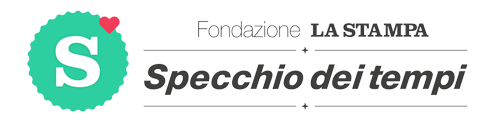 S
Fondazione LA STAMPA
Specchio dei tempi